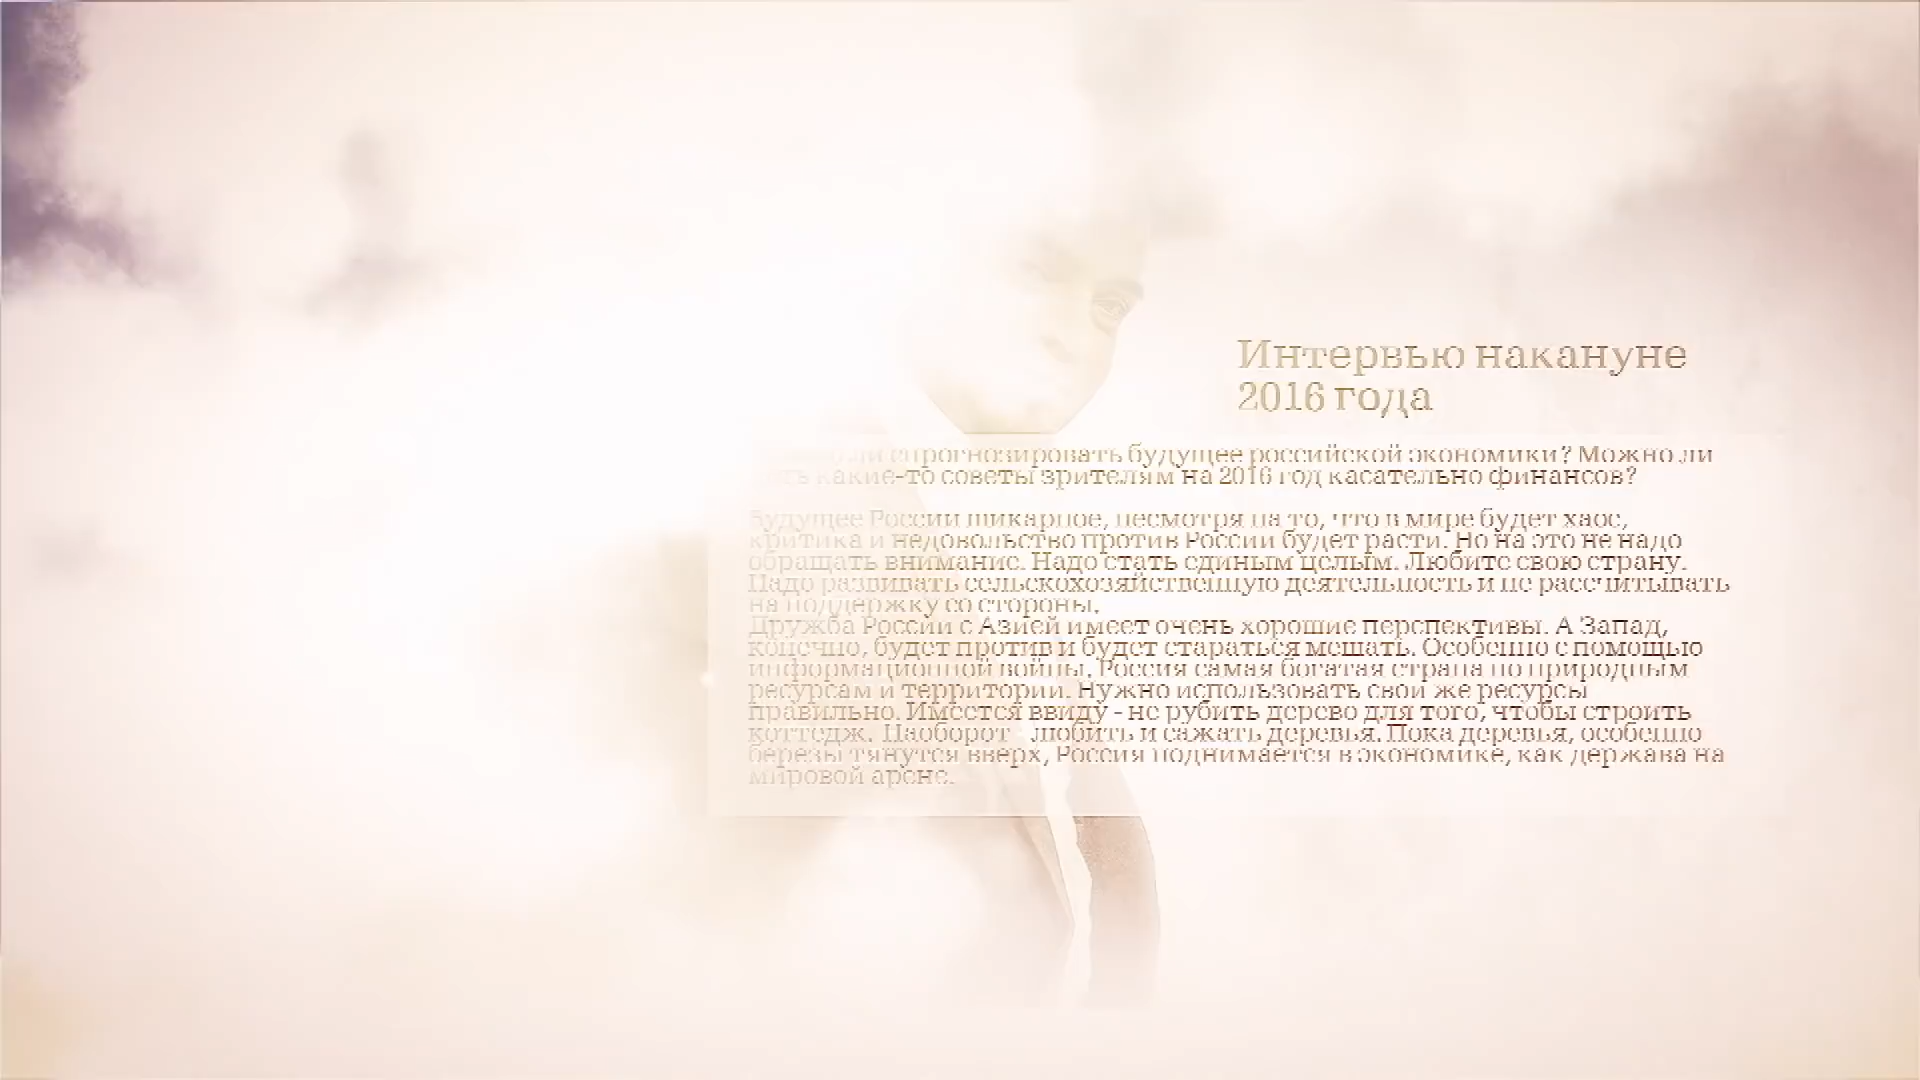 Интервью накануне
2016 года
ли спрогнозировать будущее российской экономики? Можно ли
какие-то советы зрителям на 2016 год касательно финансов?
Будущее России шикарное, несмотря на то, что в мире будет хаос,
критика и недовольство против России будет расти. Но на это не надо
обращать внимание. Надо стать единым целым. Любите свою страну.
Надо развивать сельскохозяйственную деятельность и не рассчитывать
на поддержку со стороны.
Дружба России с Азией имеет очень хорошие перспективы. А Запад,
конечно, будет против и будет стараться мешать. Особенно с помощью
информационной войны. Россия самая богатая страна по природным
ресурсам и территории. Нужно использовать свои же ресурсы
правильно. Имеется ввиду - не рубить дерево для того, чтобы строить
коттедж. Наоборот - любить и сажать деревья. Пока деревья, особенно
березы тянутся вверх, Россия поднимается в экономике, как держава на
мировой арене.